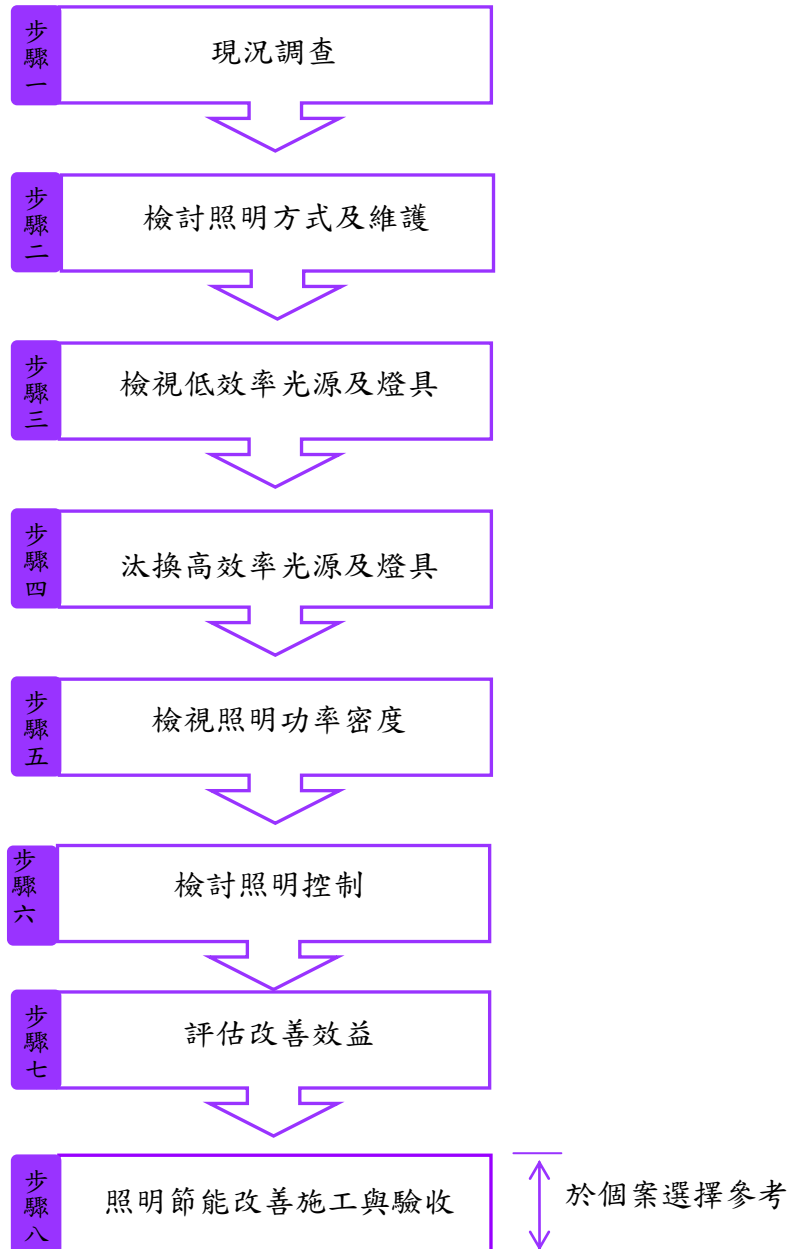 步驟一
現況調查
步驟二
檢討照明方式及維護
步驟三
檢視低效率光源及燈具
步驟四
汰換高效率光源及燈具
步驟五
檢視照明功率密度
步驟六
檢討照明控制
步驟七
評估改善效益
步驟八
照明節能改善施工與驗收
於個案選擇參考